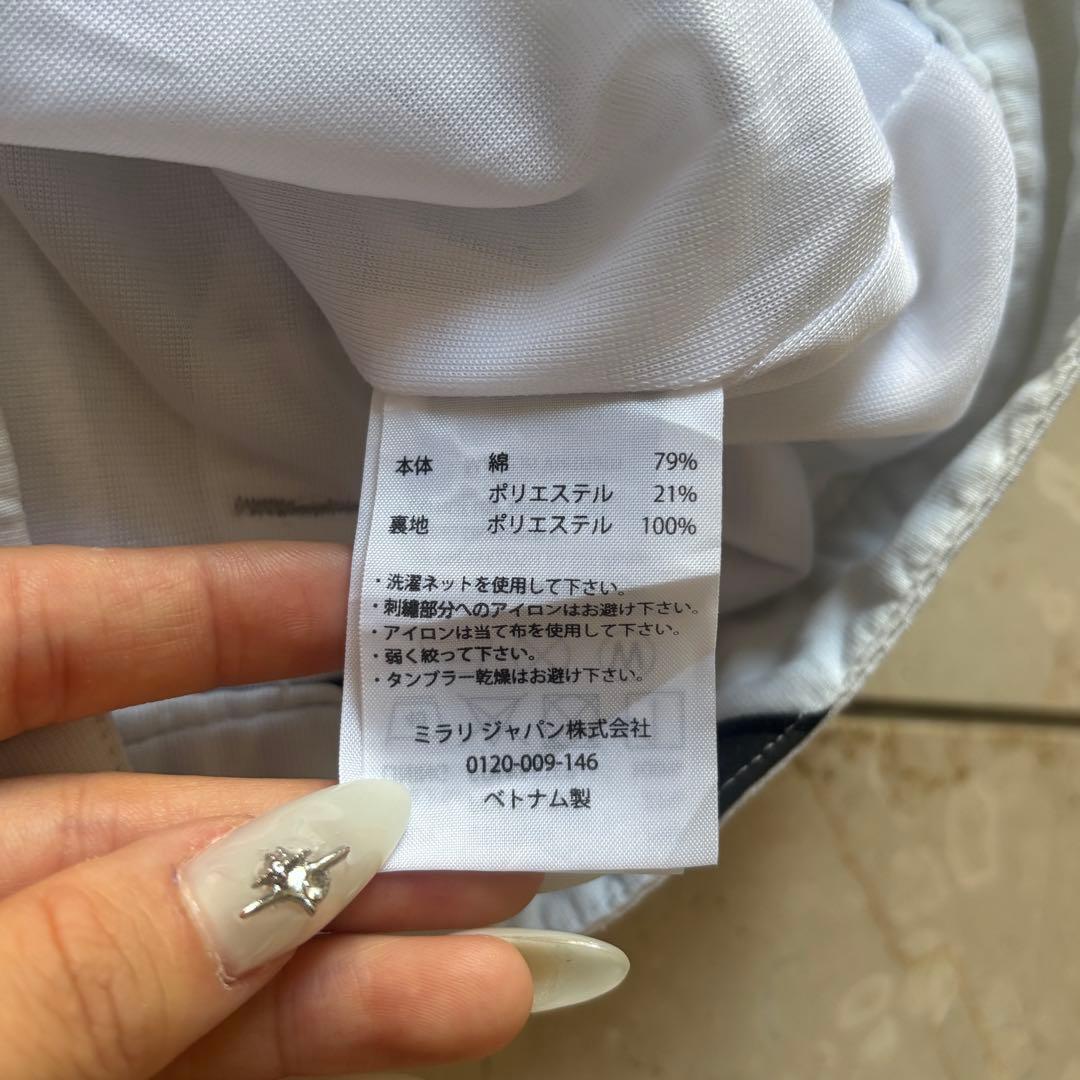 本体 綿 79%
ポリエステル 21%
裏地 ポリエステル 100%
・洗濯ネットを使用して下さい。
・刺繍部分へのアイロンはお避け下さい。
・アイロンは当て布を使用して下さい。
・弱く絞って下さい。
・タンブラー乾燥はお避け下さい。
ミラリ ジャパン株式会社
0120-009-146
ベトナム製